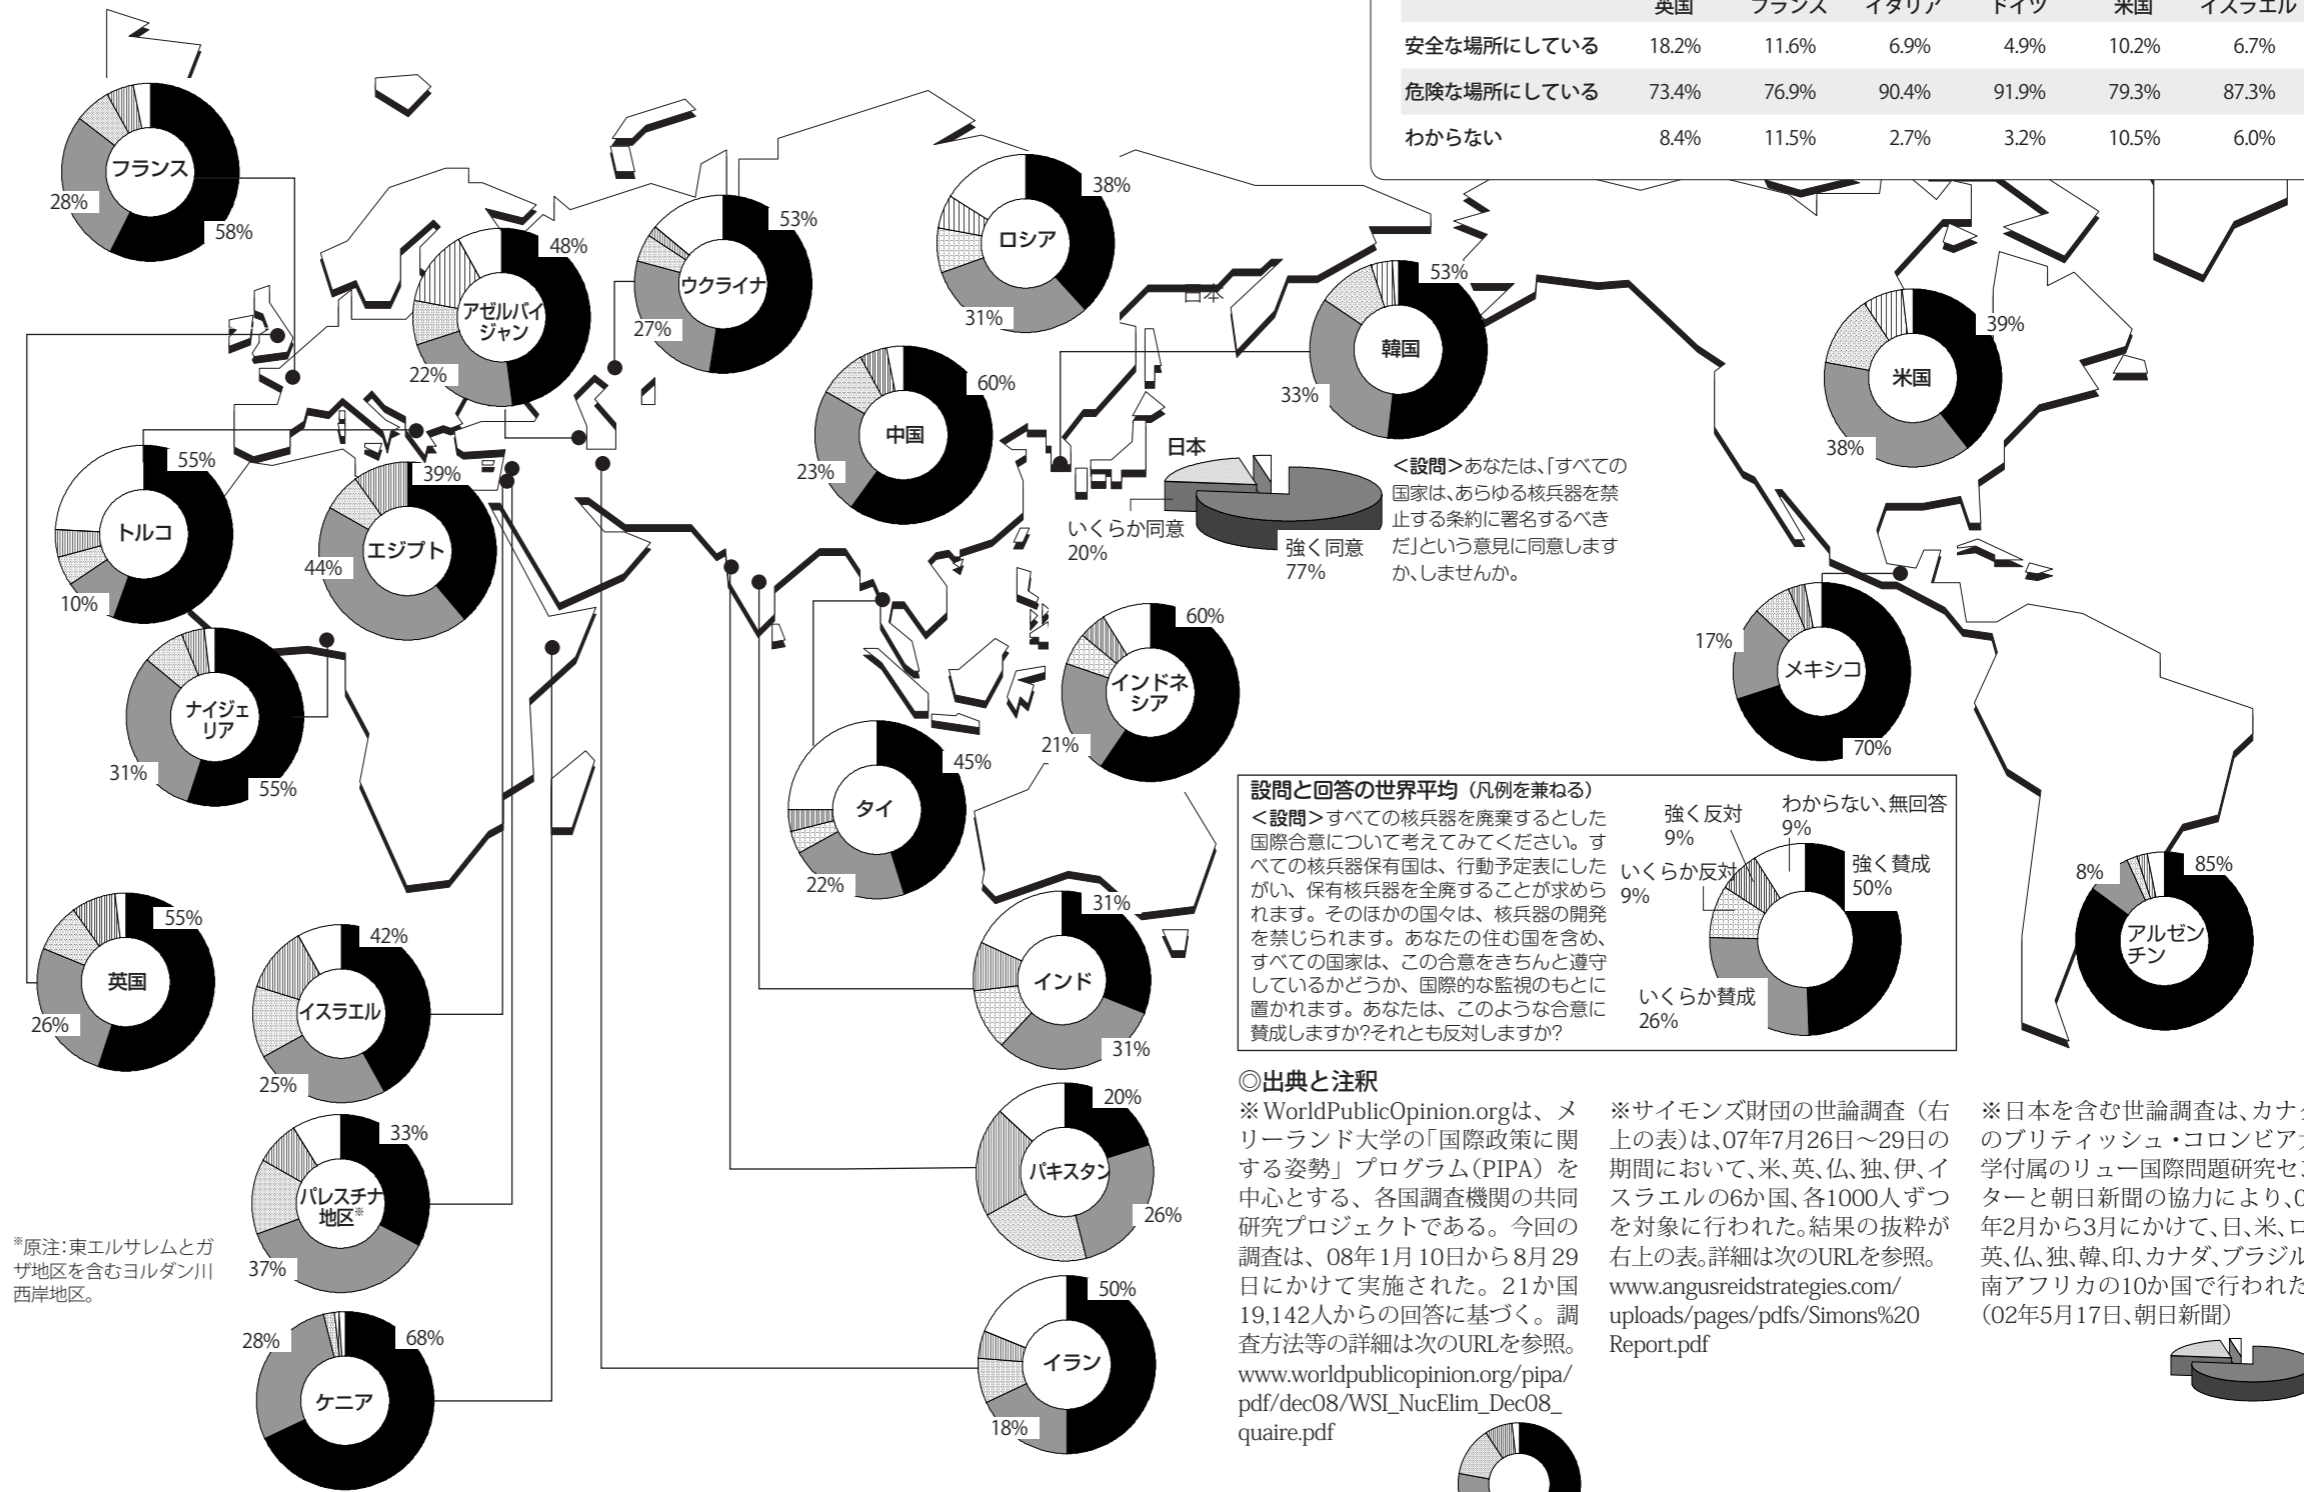 英国 フランス イタリア ドイツ 米国 イスラエル
安全な場所にしている 18.2% 11.6% 6.9% 4.9% 10.2% 6.7%
危険な場所にしている 73.4% 76.9% 90.4% 91.9% 79.3% 87.3%
わからない 8.4% 11.5% 2.7% 3.2% 10.5% 6.0%
フランス
28%
58%
アゼルバイ
ジャン
48%
22%
ウクライナ
53%
27%
ロシア
38%
31%
日本
韓国
53%
33%
米国
39%
38%
中国
60%
23%
トルコ
55%
10%
エジプト
39%
44%
日本
いくらか同意
20%
強く同意
77%
<設問>あなたは、「すべての
国家は、あらゆる核兵器を禁
止する条約に署名するべき
だ」という意見に同意します
か、しませんか。
ナイジェ
リア
31%
55%
インドネ
シア
60%
21%
メキシコ
17%
70%
タイ
45%
22%
設問と回答の世界平均（凡例を兼ねる）
<設問>すべての核兵器を廃棄するとした
国際合意について考えてみてください。す
べての核兵器保有国は、行動予定表にした
がい、保有核兵器を全廃することが求めら
れます。そのほかの国々は、核兵器の開発
を禁じられます。あなたの住む国を含め、
すべての国家は、この合意をきちんと遵守
しているかどうか、国際的な監視のもとに
置かれます。あなたは、このような合意に
賛成しますか?それとも反対しますか?
強く反対
9%
わからない、無回答
9%
いくらか反対
9%
強く賛成
50%
いくらか賛成
26%
アルゼン
チン
8%
85%
英国
55%
26%
イスラエル
42%
25%
インド
31%
31%
パレスチナ
地区※
33%
37%
パキスタン
20%
26%
※原注：東エルサレムとガ
ザ地区を含むヨルダン川
西岸地区。
ケニア
28%
68%
イラン
50%
18%
◎出典と注釈
※WorldPublicOpinion.orgは、メ
リーランド大学の「国際政策に関
する姿勢」プログラム（PIPA）を
中心とする、各国調査機関の共同
研究プロジェクトである。今回の
調査は、08年1月10日から8月29
日にかけて実施された。21か国
19,142人からの回答に基づく。調
査方法等の詳細は次のURLを参照。
www.worldpublicopinion.org/pipa/
pdf/dec08/WSI_NucElim_Dec08_
quaire.pdf
※サイモンズ財団の世論調査（右
上の表）は、07年7月26日～29日の
期間において、米、英、仏、独、伊、イ
スラエルの6か国、各1000人ずつ
を対象に行われた。結果の抜粋が
右上の表。詳細は次のURLを参照。
www.angusreidstrategies.com/
uploads/pages/pdfs/Simons%20
Report.pdf
※日本を含む世論調査は、カナ
のブリティッシュ・コロンビア
学付属のリュー国際問題研究セ
ターと朝日新聞の協力により、0
年2月から3月にかけて、日、米、ロ
英、仏、独、韓、印、カナダ、ブラジル
南アフリカの10か国で行われた
（02年5月17日、朝日新聞）